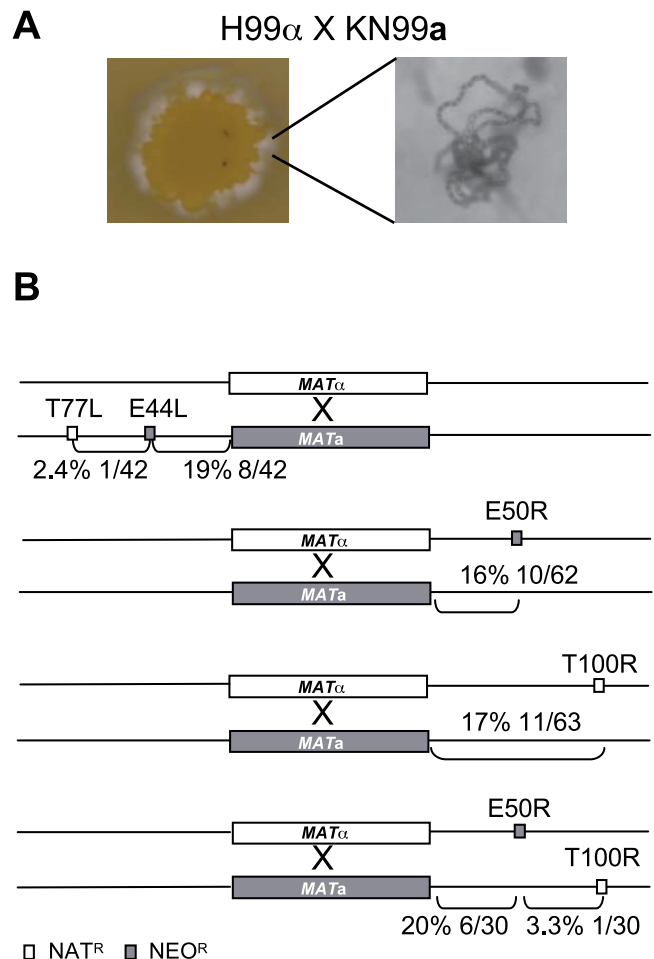 A
H99α X KN99a
B
MATα
T77L E44L
X
MATa
2.4% 1/42 19% 8/42
E50R
MATα
X
16% 10/62
MATa
T100R
MATα
X
17% 11/63
MATa
E50R
MATα
X
T100R
MATa
20% 6/30 3.3% 1/30
NATᴿ NEOᴿ